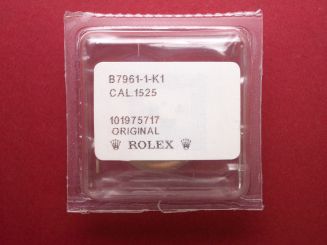 B7961-1-K1
CAL.1525
101975717
ORIGINAL
ROLEX